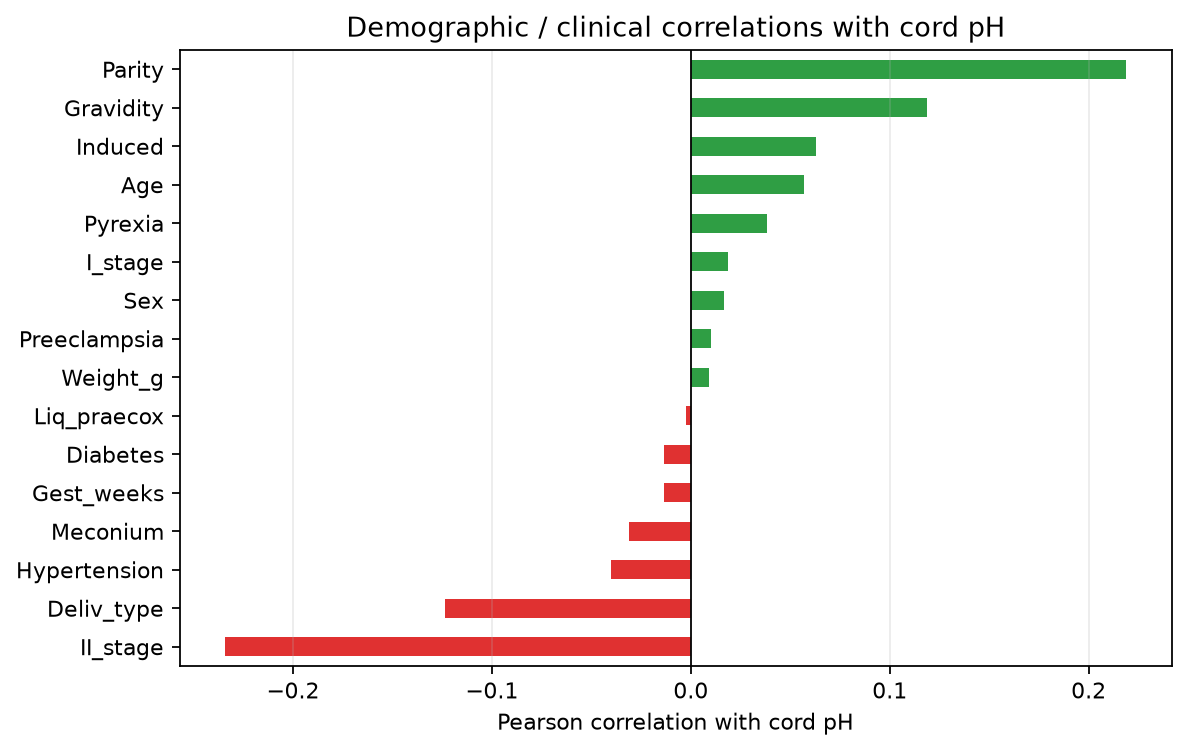 Demographic / clinical correlations with cord pH
Parity
Gravidity
Induced
Age
Pyrexia
I_stage
Sex
Preeclampsia
Weight_g
Liq_praecox
Diabetes
Gest_weeks
Meconium
Hypertension
Deliv_type
II_stage
−0.2 −0.1 0.0 0.1 0.2
Pearson correlation with cord pH